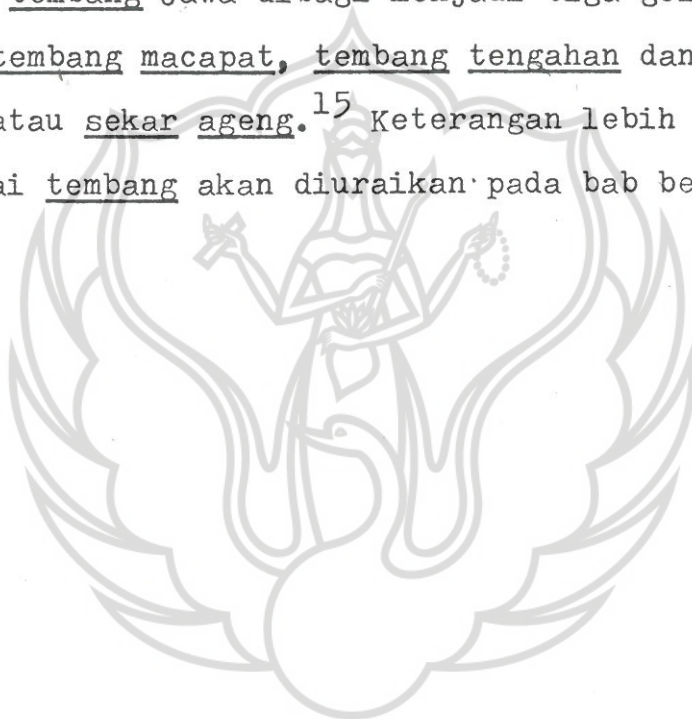 tembang Jawa dibagi menjadi tiga
tembang macapat, tembang tengahan dan
atau sekar ageng.15 Keterangan lebih
ai tembang akan diuraikan pada bab be